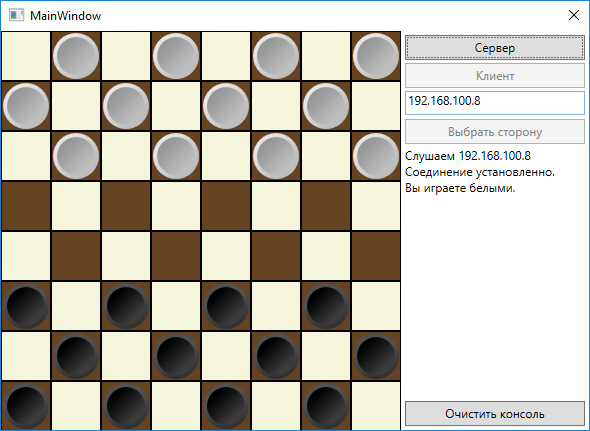 MainWindow
Сервер
Клиент
192.168.100.8
Выбрать сторону
Слушаем 192.168.100.8
Соединение установленно.
Вы играете белыми.
Очистить консоль